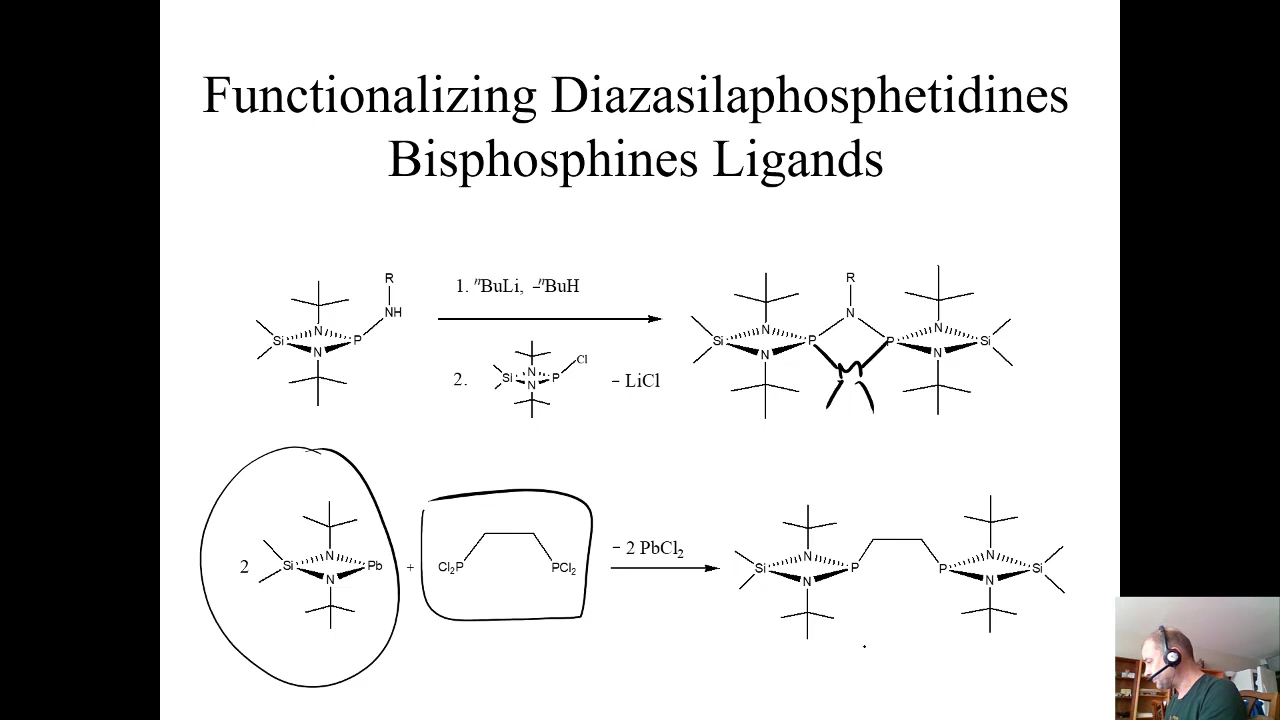 Functionalizing Diazasilaphosphetidines
Bisphosphines Ligands
R
NH
N
Si P
N
1. nBuLi, –nBuH
2.
Cl
N
Si P
N
– LiCl
R
N
N N
Si P P Si
N N
2
N
Si Pb
N
+
Cl2P PCl2
– 2 PbCl2
N N
Si P P Si
N N